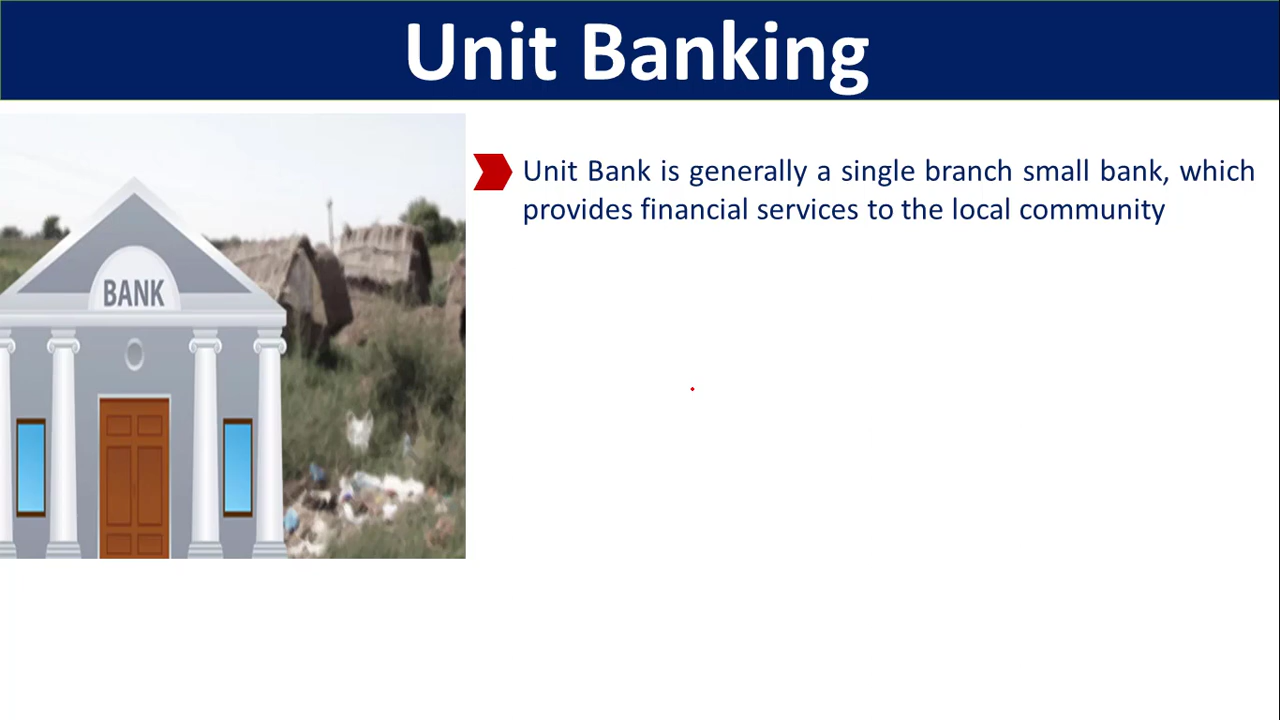 Unit Banking
Unit Bank is generally a single branch small bank, which
provides financial services to the local community
BANK